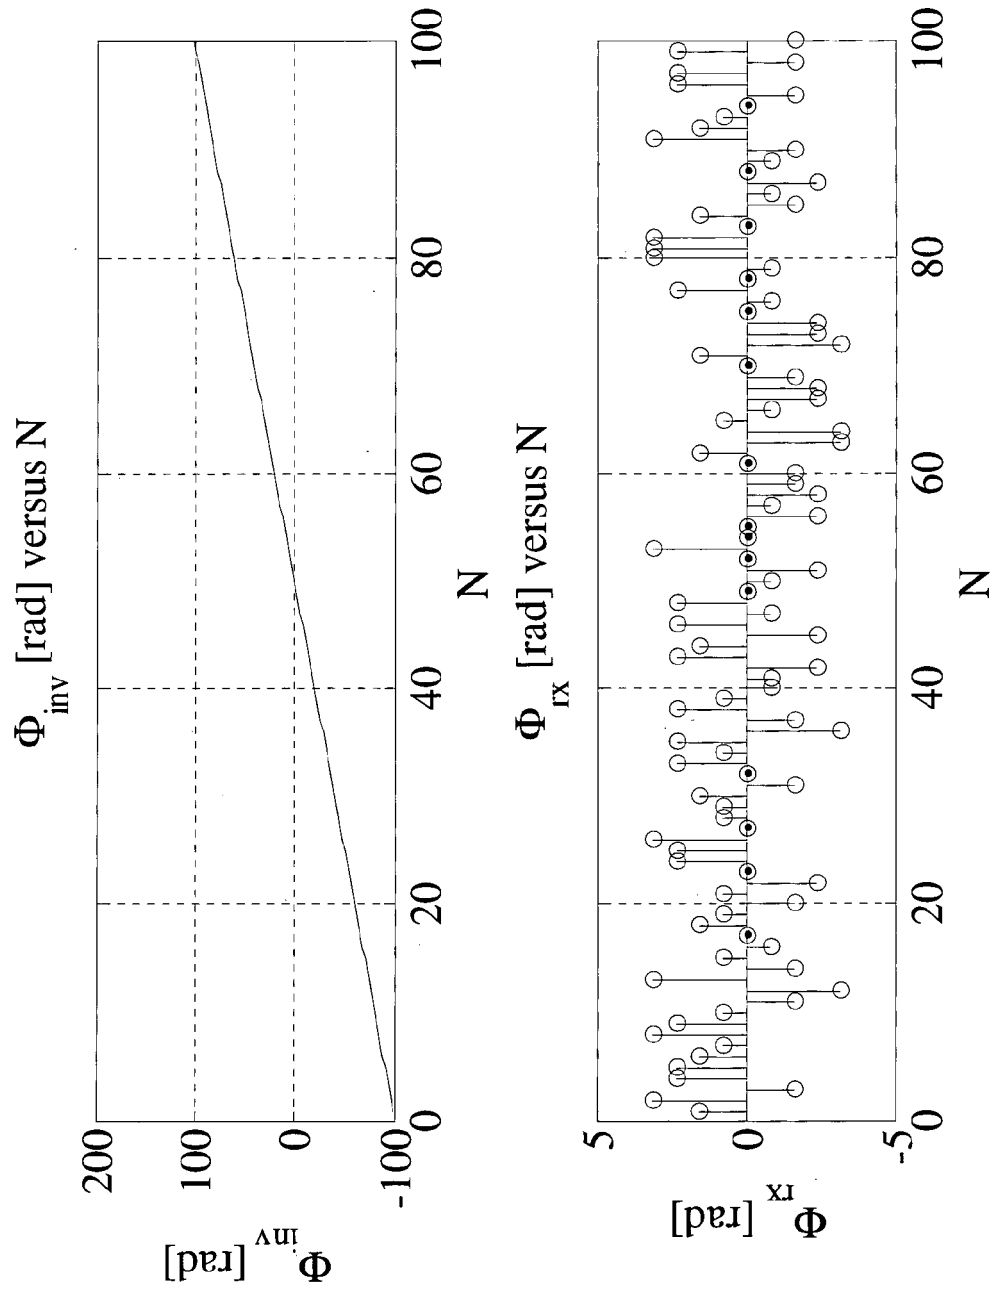 Φinv [rad] versus N
200
100
0
-100
Φinv [rad]
0 20 40 60 80 100
N
Φrx [rad] versus N
5
0
-5
Φrx [rad]
0 20 40 60 80 100
N